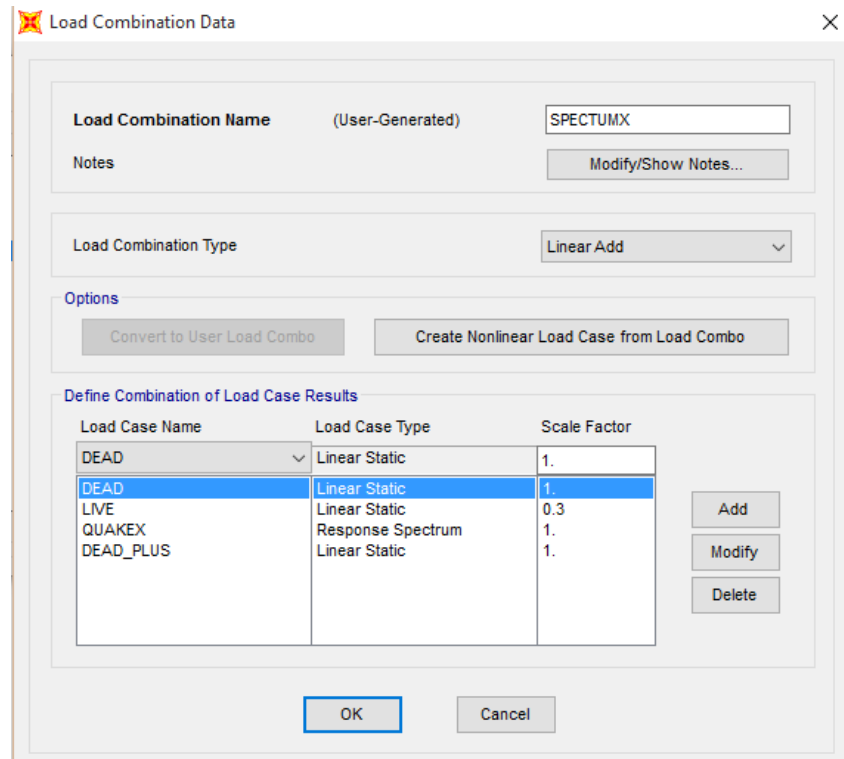 Load Combination Data
Load Combination Name (User-Generated) SPECTUMX
Notes Modify/Show Notes...
Load Combination Type Linear Add
Options
Convert to User Load Combo Create Nonlinear Load Case from Load Combo
Define Combination of Load Case Results
Load Case Name Load Case Type Scale Factor
DEAD Linear Static 1.
DEAD Linear Static 1.
LIVE Linear Static 0.3
QUAKEX Response Spectrum 1.
DEAD_PLUS Linear Static 1.
Add
Modify
Delete
OK Cancel